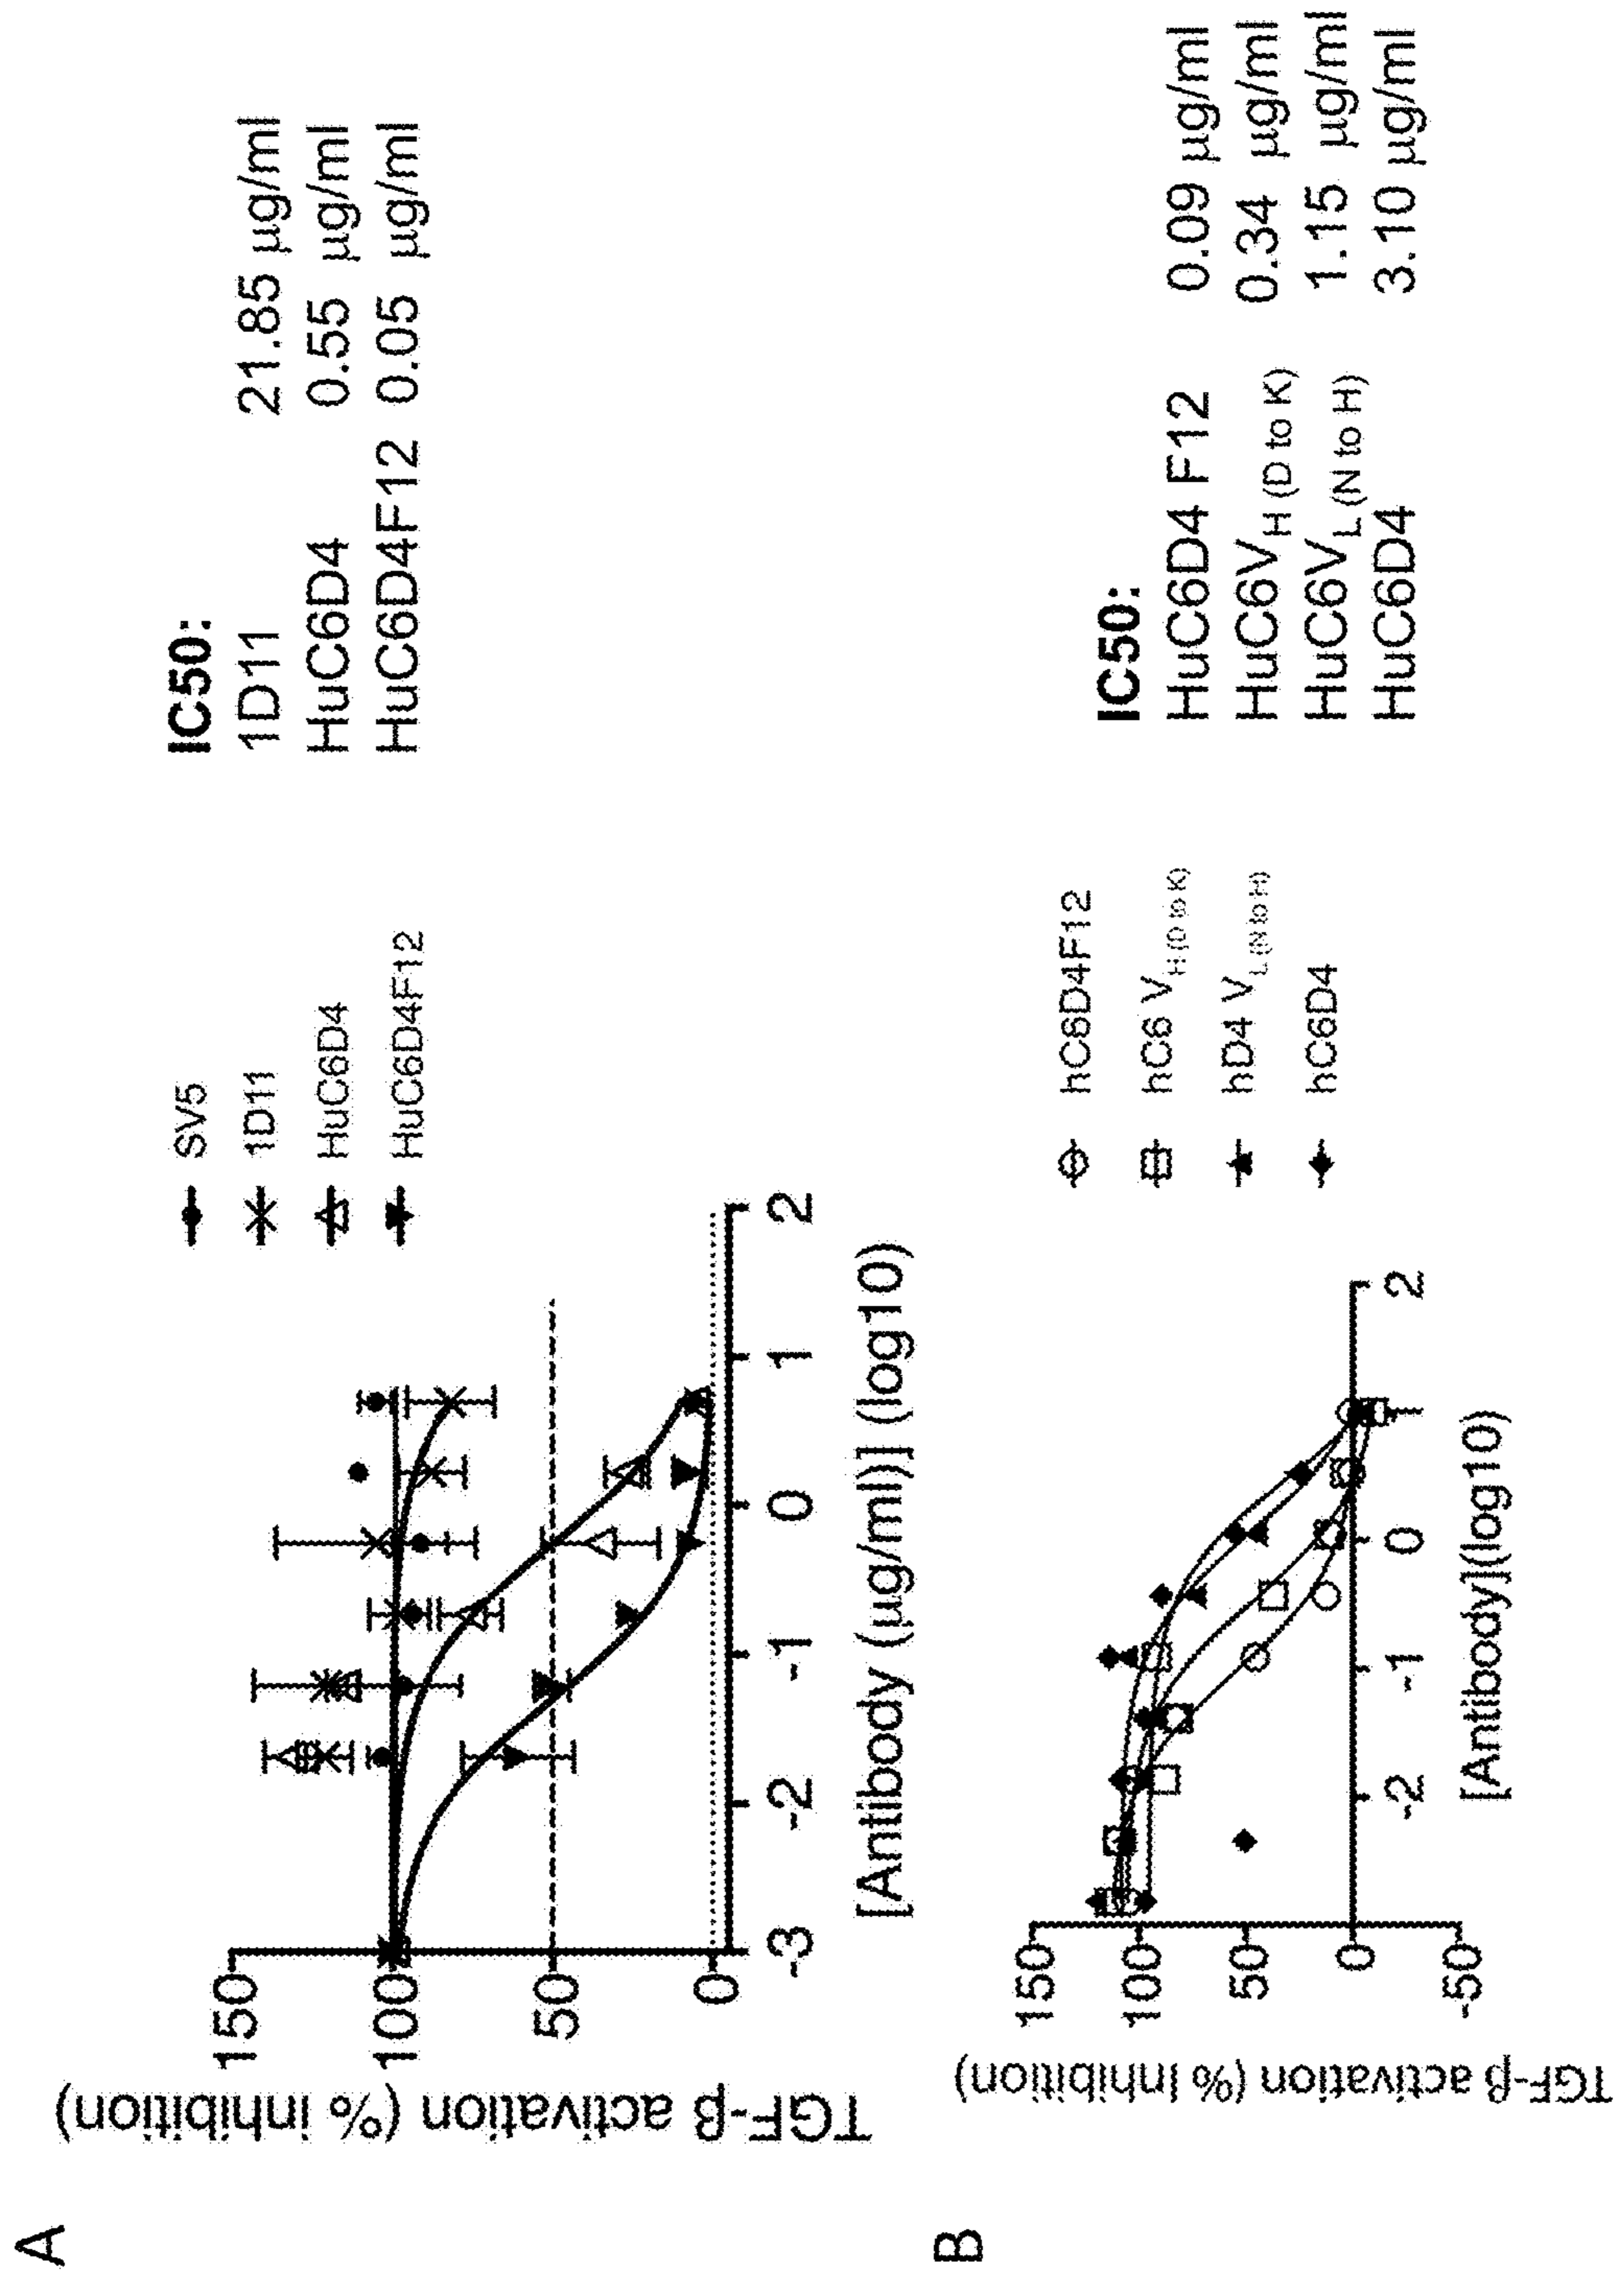 A
TGF-β activation (% inhibition)
150
100
50
0
-3
-2
-1
0
1
2
[Antibody (µg/ml)] (log10)
SV5
1D11
HuC6D4
HuC6D4F12
IC50:
1D11 21.85 µg/ml
HuC6D4 0.55 µg/ml
HuC6D4F12 0.05 µg/ml
B
TGF-β activation (% inhibition)
150
100
50
0
-50
-2
-1
0
1
2
[Antibody](log10)
hC6D4F12
hC6 VH (D to K)
hD4 VL (N to H)
hC6D4
IC50:
HuC6D4 F12 0.09 µg/ml
HuC6VH (D to K) 0.34 µg/ml
HuC6VL (N to H) 1.15 µg/ml
HuC6D4 3.10 µg/ml